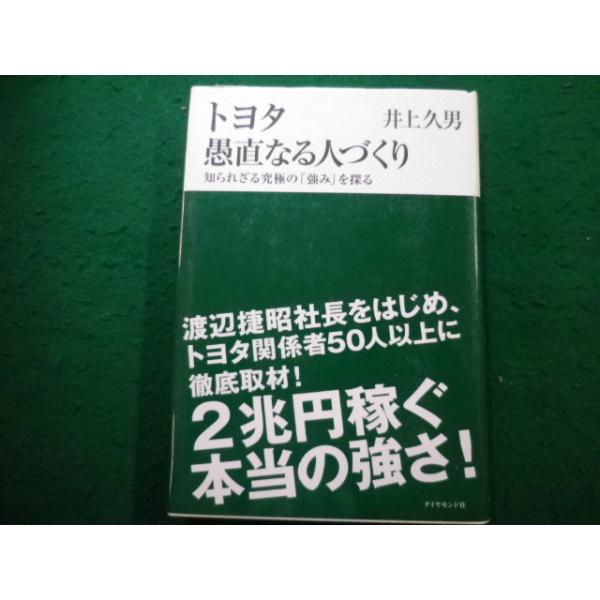 トヨタ
井上久男
愚直なる人づくり
知られざる究極の「強み」を探る
渡辺捷昭社長をはじめ、
トヨタ関係者50人以上に
徹底取材！
2兆円稼ぐ
本当の強さ！
ダイヤモンド社